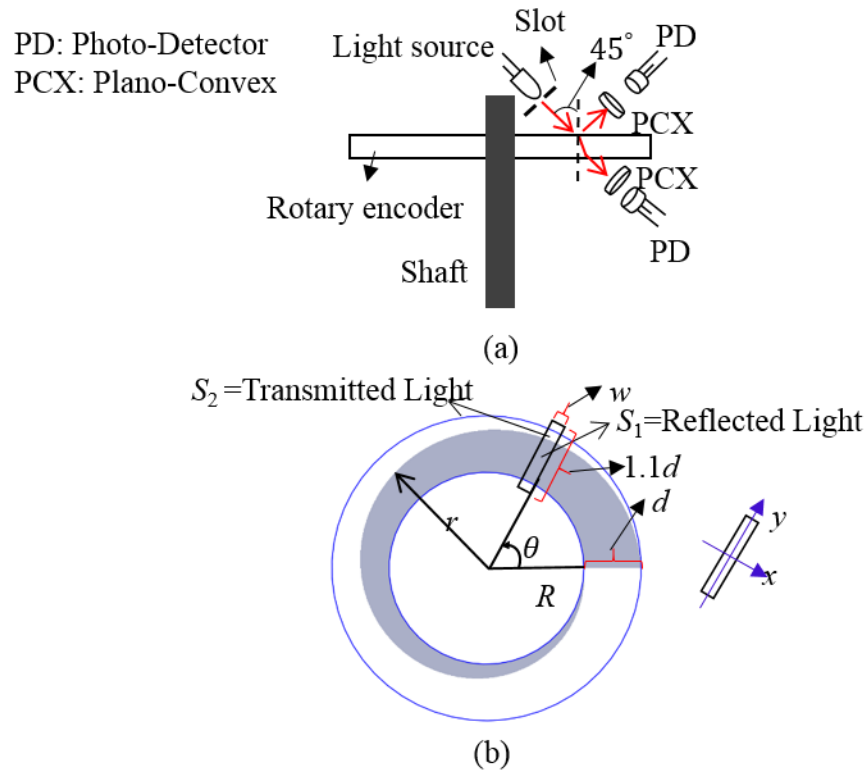 PD: Photo-Detector
PCX: Plano-Convex
Slot
Light source
45°
PD
PCX
PCX
Rotary encoder
PD
Shaft
(a)
S₂ =Transmitted Light
w
S₁=Reflected Light
1.1d
d
r
θ
R
y
x
(b)